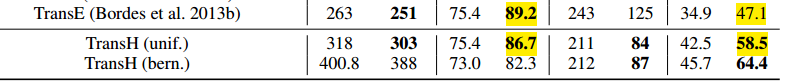 TransE (Bordes et al. 2013b) 263 251 75.4 89.2 243 125 34.9 47.1
TransH (unif.) 318 303 75.4 86.7 211 84 42.5 58.5
TransH (bern.) 400.8 388 73.0 82.3 212 87 45.7 64.4